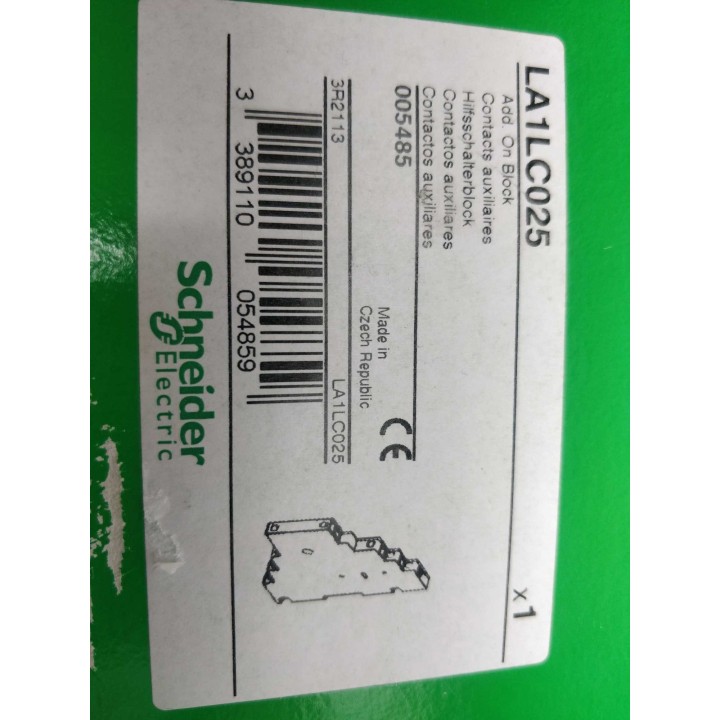 LA1LC025
x1
Add. On Block
Contacts auxiliaires
Hilfsschalterblock
Contactos auxiliares
Contactos auxiliares
005485
Made in
Czech Republic
CE
3R2113
LA1LC025
3 389110 054859
Schneider
Electric